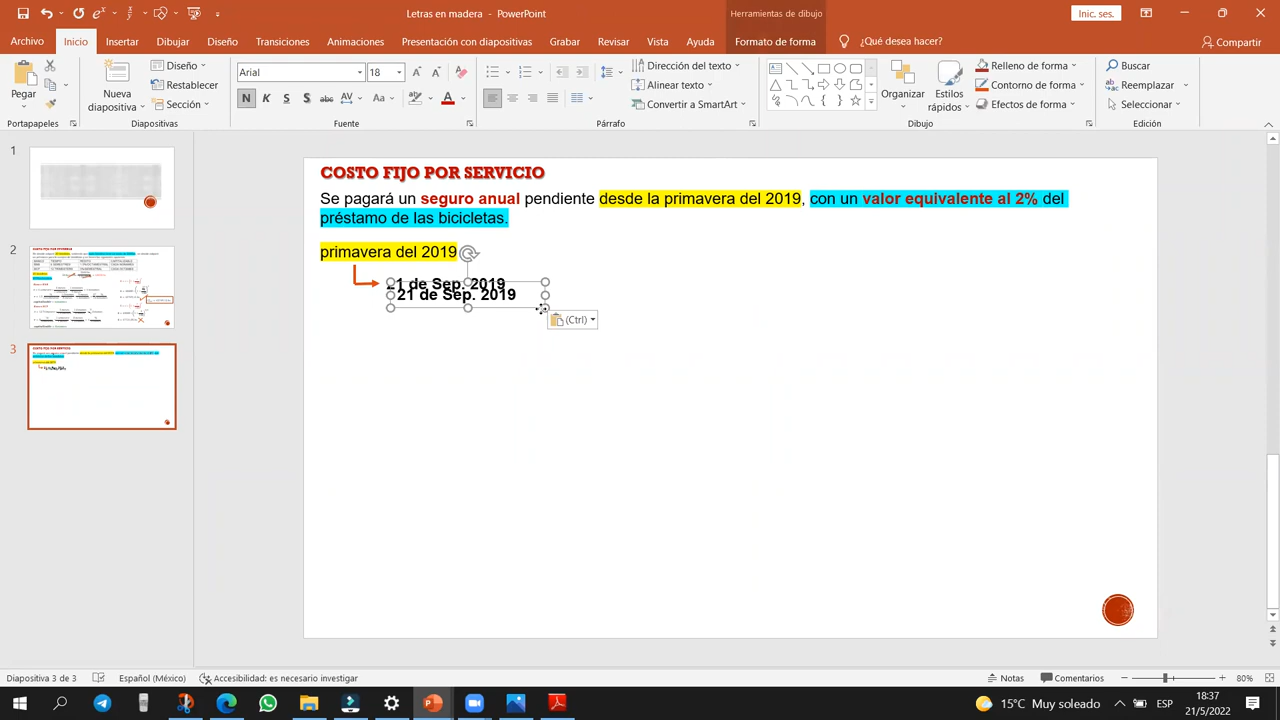 Letras en madera - PowerPoint
Herramientas de dibujo
Inic. ses.
Archivo Inicio Insertar Dibujar Diseño Transiciones Animaciones Presentación con diapositivas Grabar Revisar Vista Ayuda Formato de forma ¿Qué desea hacer? Compartir
Pegar
Portapapeles
Nueva
diapositiva
Diseño
Restablecer
Sección
Diapositivas
Arial 18
N K S S abc AV Aa A
Fuente
Dirección del texto
Alinear texto
Convertir a SmartArt
Párrafo
Organizar
Estilos
rápidos
Relleno de forma
Contorno de forma
Efectos de forma
Dibujo
Buscar
Reemplazar
Seleccionar
Edición
1
2
3
COSTO FIJO POR SERVICIO
Se pagará un seguro anual pendiente desde la primavera del 2019, con un valor equivalente al 2% del
préstamo de las bicicletas.
primavera del 2019
21 de Sep. 2019
21 de Sep. 2019
(Ctrl)
Diapositiva 3 de 3 Español (México) Accesibilidad: es necesario investigar Notas Comentarios 80%
15°C Muy soleado ESP 18:37
21/5/2022